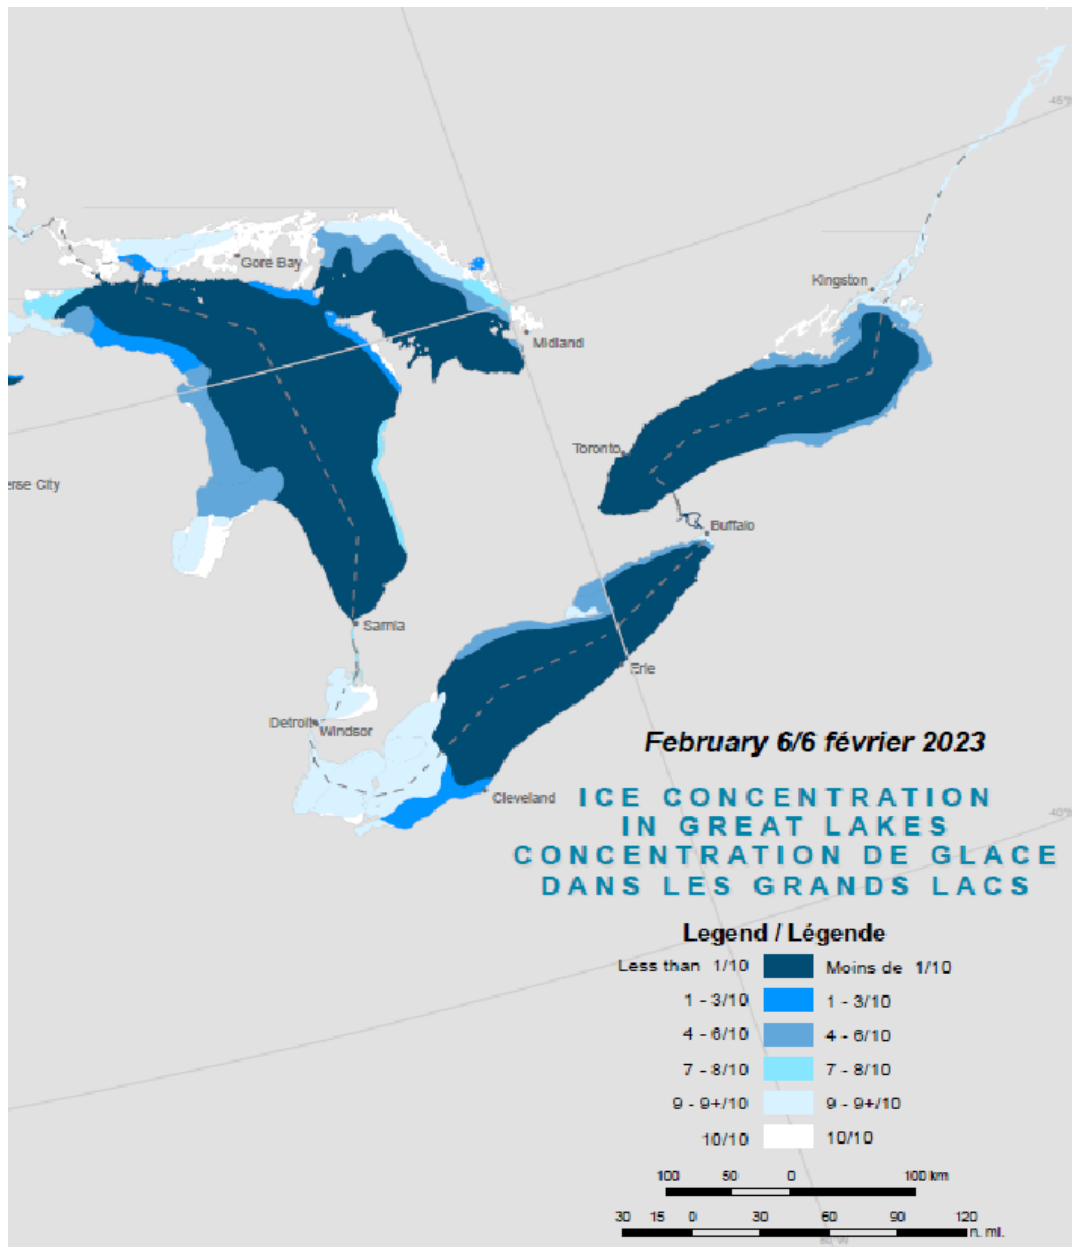 45°N
Gore Bay
Kingston
Midland
Toronto
erse City
Buffalo
Sarnia
Erie
Detroit
Windsor
Cleveland
February 6/6 février 2023
ICE CONCENTRATION
IN GREAT LAKES
CONCENTRATION DE GLACE
DANS LES GRANDS LACS
40°N
Legend / Légende
Less than 1/10 Moins de 1/10
1 - 3/10 1 - 3/10
4 - 6/10 4 - 6/10
7 - 8/10 7 - 8/10
9 - 9+/10 9 - 9+/10
10/10 10/10
100 50 0 100 km
30 15 0 30 60 90 120
n. mi.
80°W